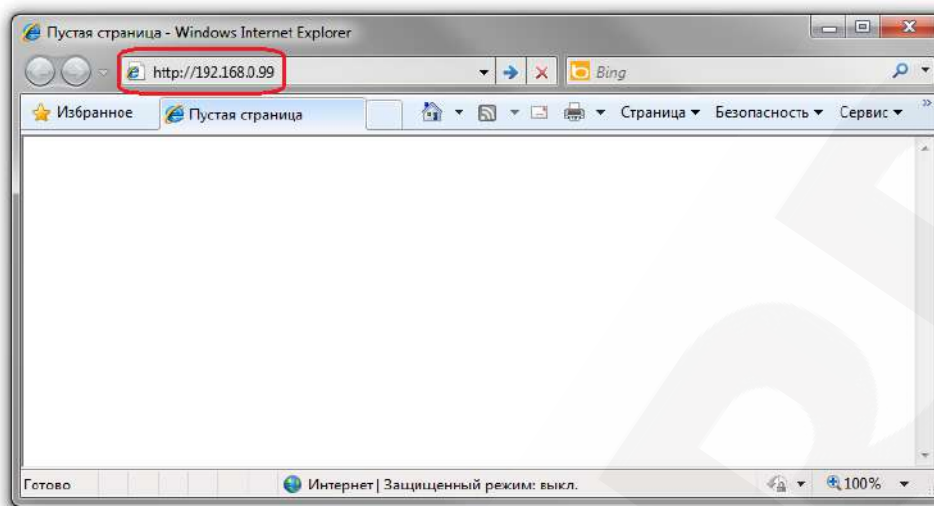 Пустая страница - Windows Internet Explorer
http://192.168.0.99
Bing
Избранное
Пустая страница
Страница
Безопасность
Сервис
Готово
Интернет | Защищенный режим: выкл.
100%